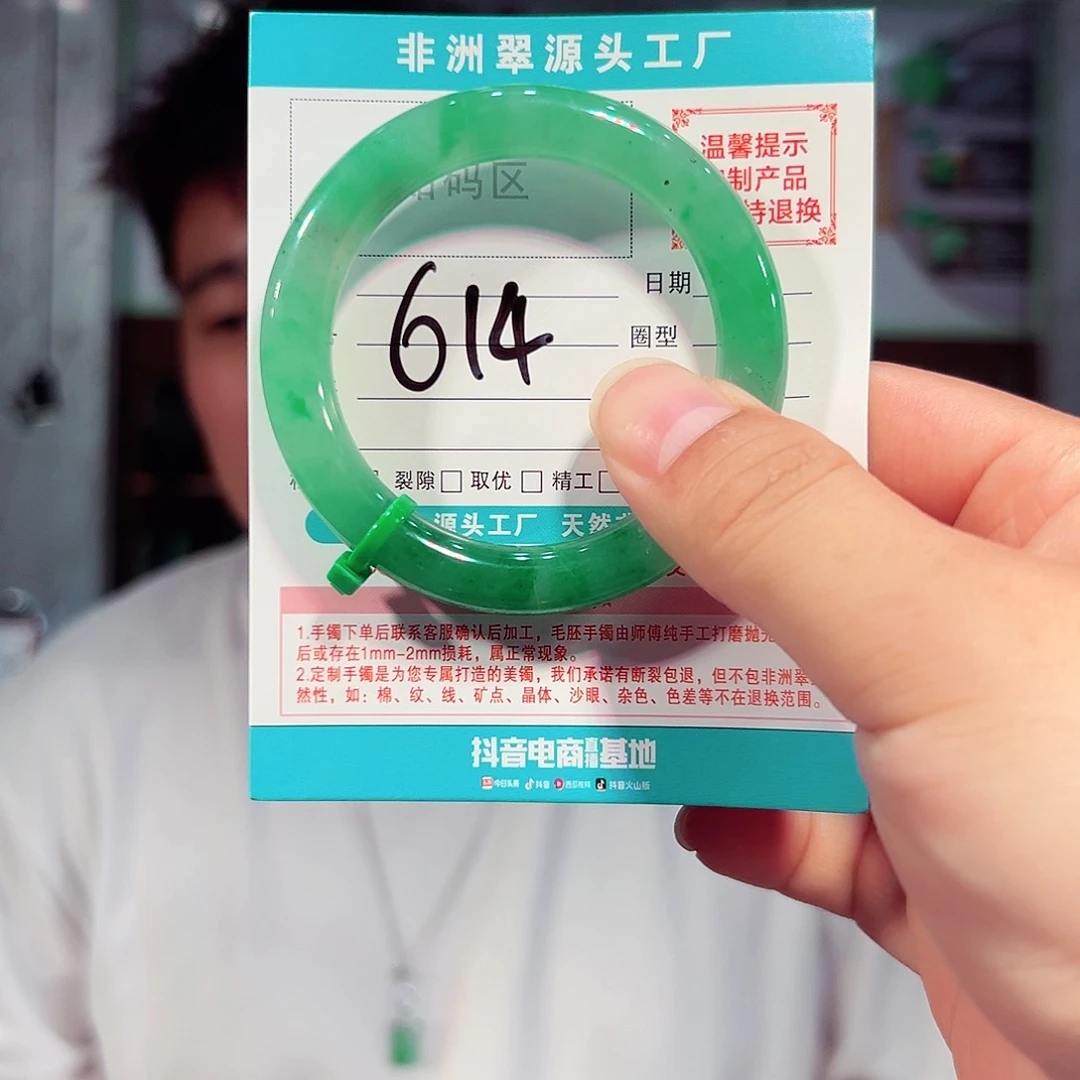 非洲翠源头工厂
码区
温馨提示
制产品
持退换
日期
614
圈型
裂隙□ 取优□ 精工□
源头工厂 天然
1.手镯下单后联系客服确认后加工，毛胚手镯由师傅纯手工打磨抛
后或存在1mm-2mm损耗，属正常现象。
2.定制手镯是为您专属打造的美镯，我们承诺有断裂包退，但不包非洲翠
然性，如：棉、纹、线、矿点、晶体、沙眼、杂色、色差等不在退换范围。
抖音电商直播基地
今日头条 抖音 西瓜视频 抖音火山版